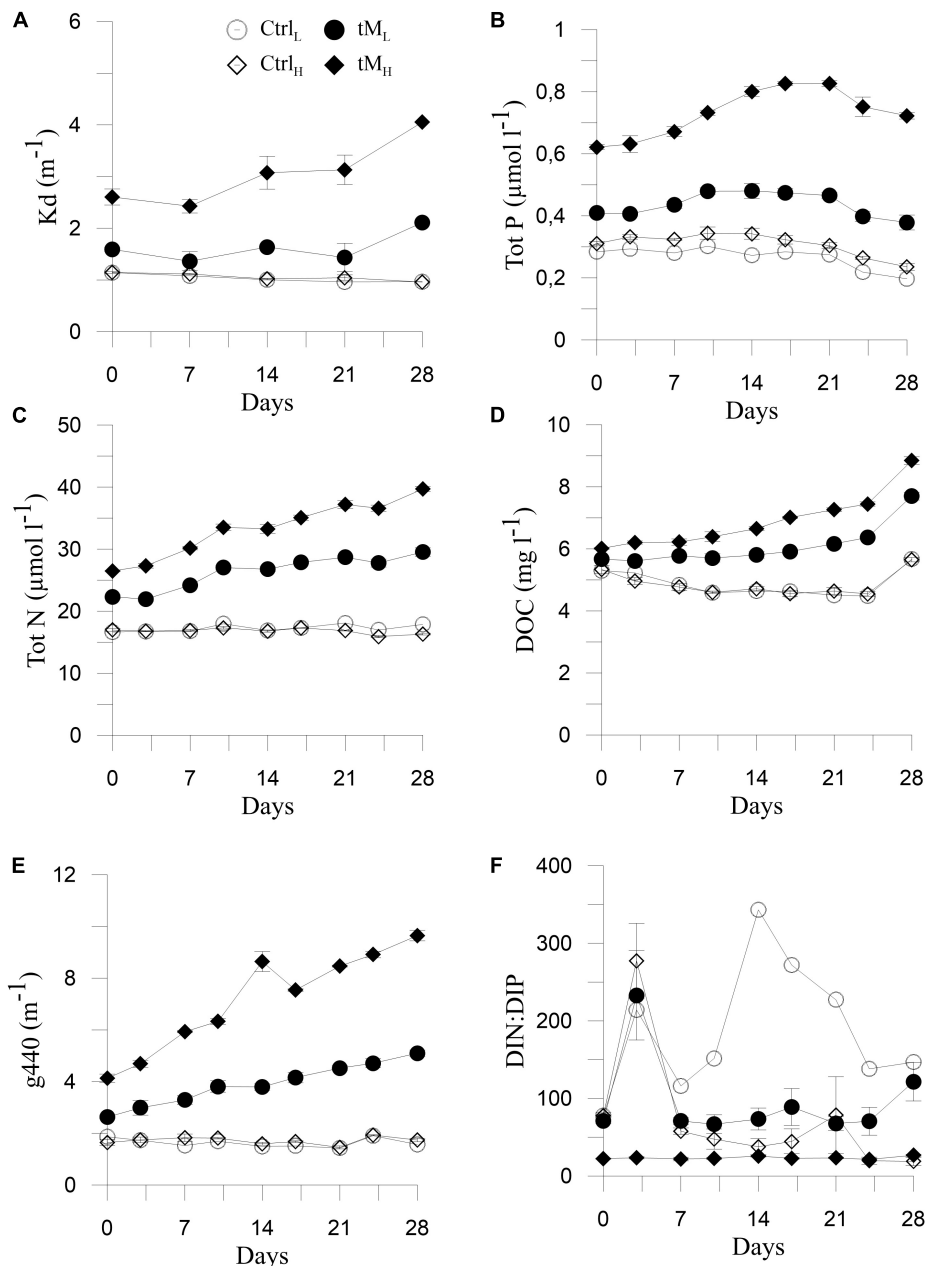 A
6
Ctrl_L
tM_L
Ctrl_H
tM_H
4
Kd (m⁻¹)
2
0
0 7 14 21 28
Days
B
1
0,8
0,6
Tot P (µmol l⁻¹)
0,4
0,2
0
0 7 14 21 28
Days
C
50
40
30
Tot N (µmol l⁻¹)
20
10
0
0 7 14 21 28
Days
D
10
8
6
DOC (mg l⁻¹)
4
2
0
0 7 14 21 28
Days
E
12
8
g440 (m⁻¹)
4
0
0 7 14 21 28
Days
F
400
300
DIN:DIP
200
100
0
0 7 14 21 28
Days